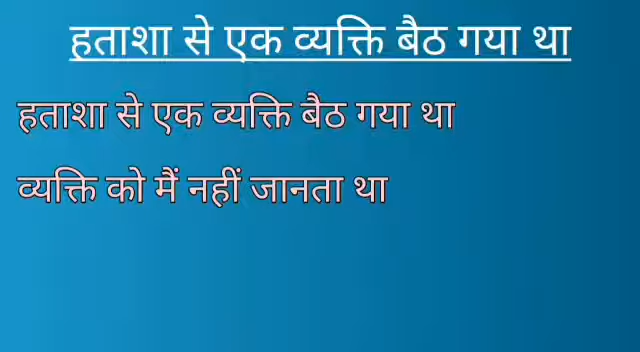 हताशा से एक व्यक्ति बैठ गया था
हताशा से एक व्यक्ति बैठ गया था
व्यक्ति को मैं नहीं जानता था